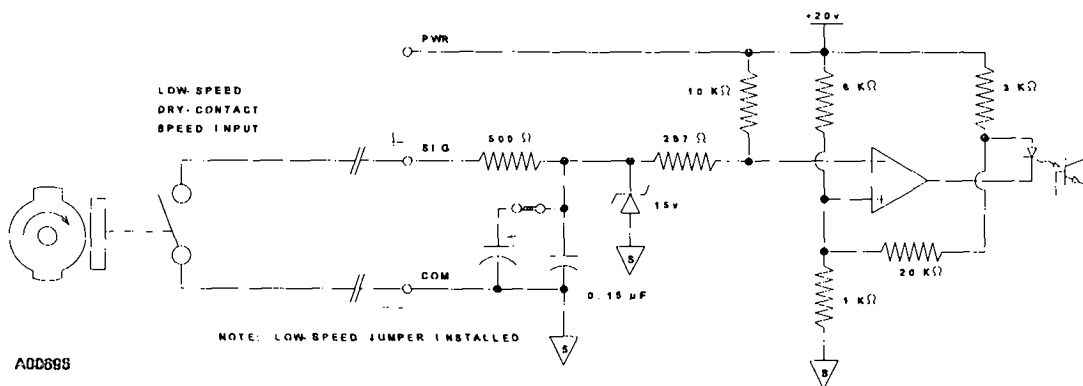 +20v
PWR
LOW-SPEED
DRY-CONTACT
SPEED INPUT
10 KΩ
6 KΩ
3 KΩ
SIG
500 Ω
287 Ω
15v
S
20 KΩ
COM
0.15 µF
1 KΩ
NOTE: LOW-SPEED JUMPER INSTALLED
S
S
A00696